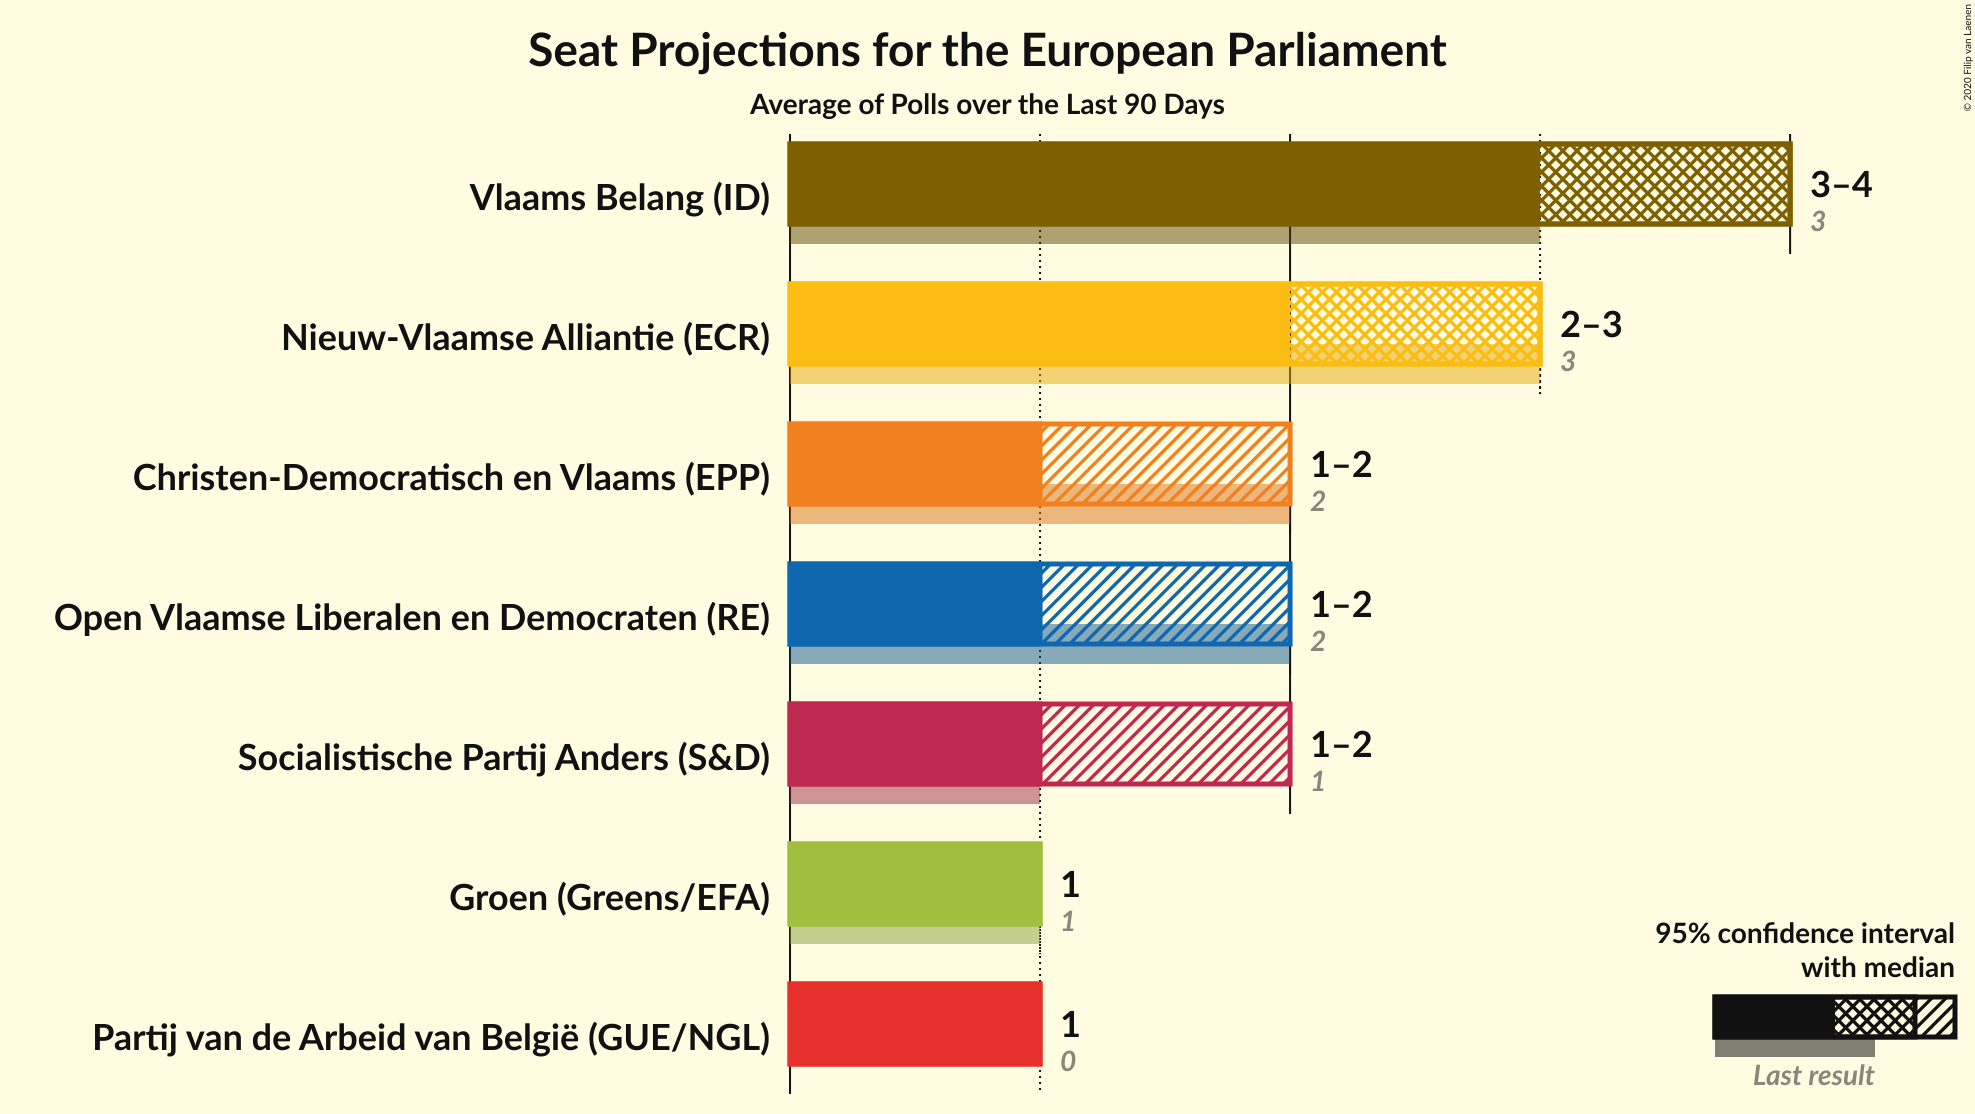 Seat Projections for the European Parliament
Average of Polls over the Last 90 Days
© 2020 Filip van Laenen
Vlaams Belang (ID)
3–4
3
Nieuw-Vlaamse Alliantie (ECR)
2–3
3
Christen-Democratisch en Vlaams (EPP)
1–2
2
Open Vlaamse Liberalen en Democraten (RE)
1–2
2
Socialistische Partij Anders (S&D)
1–2
1
Groen (Greens/EFA)
1
1
Partij van de Arbeid van België (GUE/NGL)
1
0
95% confidence interval
with median
Last result